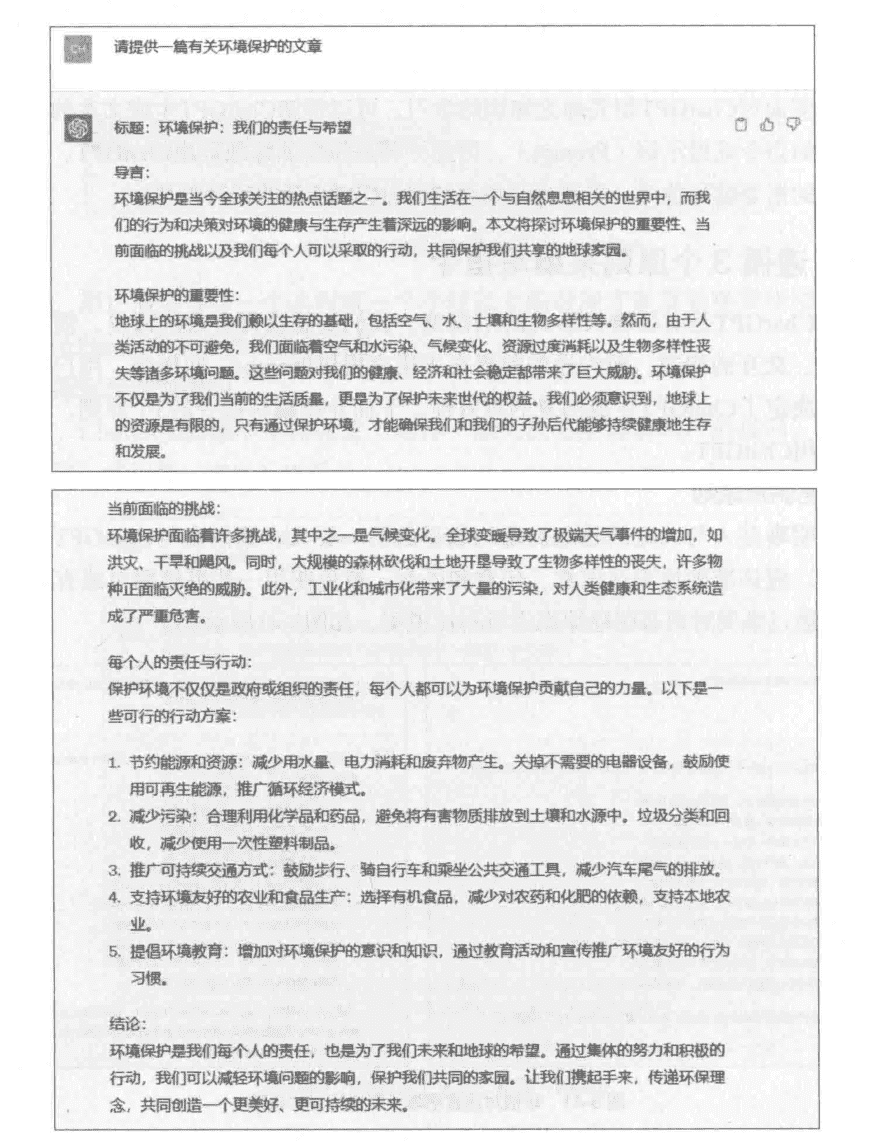 CH
请提供一篇有关环境保护的文章
标题：环境保护：我们的责任与希望
导言：
环境保护是当今全球关注的热点话题之一。我们生活在一个与自然息息相关的世界中，而我
们的行为和决策对环境的健康与生存产生着深远的影响。本文将探讨环境保护的重要性、当
前面临的挑战以及我们每个人可以采取的行动，共同保护我们共享的地球家园。
环境保护的重要性：
地球上的环境是我们赖以生存的基础，包括空气、水、土壤和生物多样性等。然而，由于人
类活动的不可避免，我们面临着空气和水污染、气候变化、资源过度消耗以及生物多样性丧
失等诸多环境问题。这些问题对我们的健康、经济和社会稳定都带来了巨大威胁。环境保护
不仅是为了我们当前的生活质量，更是为了保护未来世代的权益。我们必须意识到，地球上
的资源是有限的，只有通过保护环境，才能确保我们和我们的子孙后代能够持续健康地生存
和发展。
当前面临的挑战：
环境保护面临着许多挑战，其中之一是气候变化。全球变暖导致了极端天气事件的增加，如
洪灾、干旱和飓风。同时，大规模的森林砍伐和土地开垦导致了生物多样性的丧失，许多物
种正面临灭绝的威胁。此外，工业化和城市化带来了大量的污染，对人类健康和生态系统造
成了严重危害。
每个人的责任与行动：
保护环境不仅仅是政府或组织的责任，每个人都可以为环境保护贡献自己的力量。以下是一
些可行的行动方案：
1. 节约能源和资源：减少用水量、电力消耗和废弃物产生。关掉不需要的电器设备，鼓励使
用可再生能源，推广循环经济模式。
2. 减少污染：合理利用化学品和药品，避免将有害物质排放到土壤和水源中。垃圾分类和回
收，减少使用一次性塑料制品。
3. 推广可持续交通方式：鼓励步行、骑自行车和乘坐公共交通工具，减少汽车尾气的排放。
4. 支持环境友好的农业和食品生产：选择有机食品，减少对农药和化肥的依赖，支持本地农
业。
5. 提倡环境教育：增加对环境保护的意识和知识，通过教育活动和宣传推广环境友好的行为
习惯。
结论：
环境保护是我们每个人的责任，也是为了我们未来和地球的希望。通过集体的努力和积极的
行动，我们可以减轻环境问题的影响，保护我们共同的家园。让我们携起手来，传递环保理
念，共同创造一个更美好、更可持续的未来。